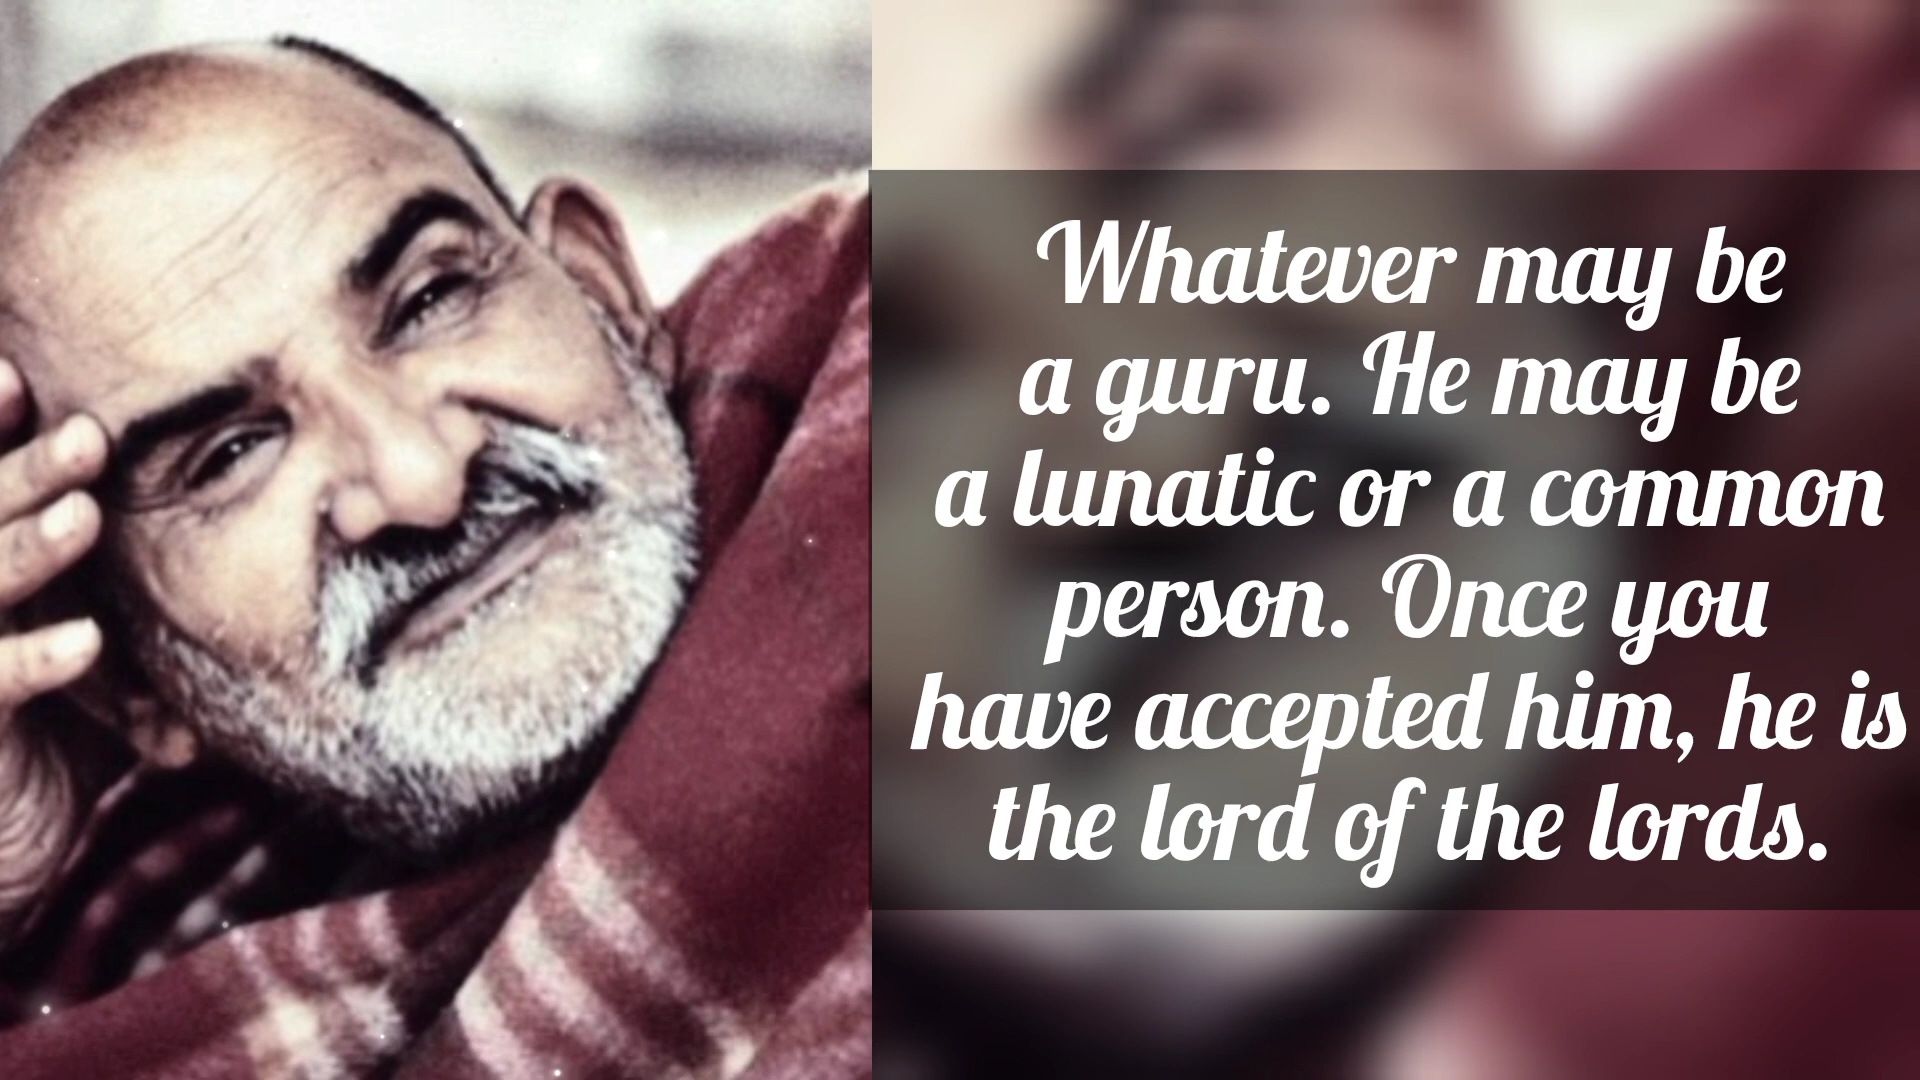 Whatever may be
a guru. He may be
a lunatic or a common
person. Once you
have accepted him, he is
the lord of the lords.